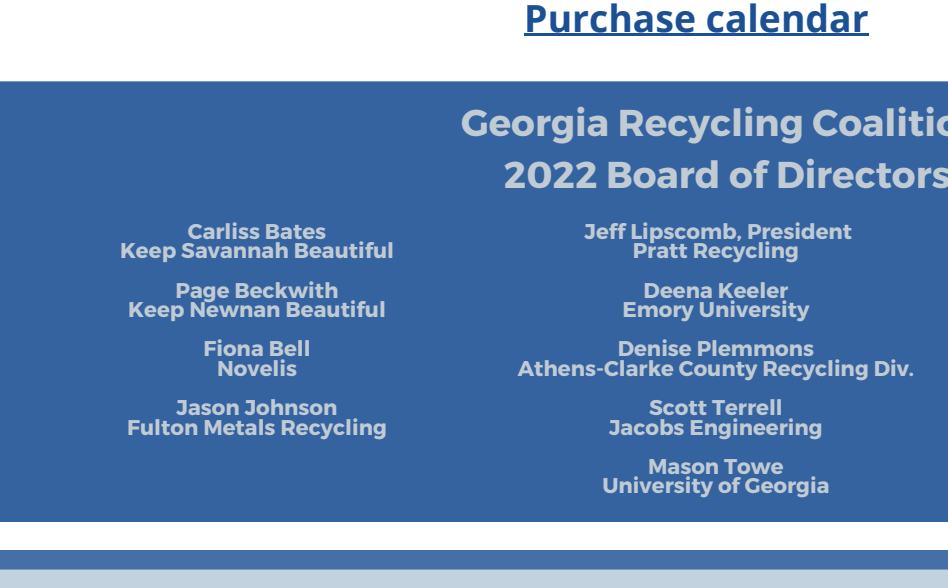 Purchase calendar
Georgia Recycling
2022 Board of Directors
Carliss Bates
Keep Savannah Beautiful
Page Beckwith
Keep Newnan Beautiful
Fiona Bell
Novelis
Jason Johnson
Fulton Metals Recycling
Jeff Lipscomb, President
Pratt Recycling
Deena Keeler
Emory University
Denise Plemmons
Athens-Clarke County Recycling Div.
Scott Terrell
Jacobs Engineering
Mason Towe
University of Georgia